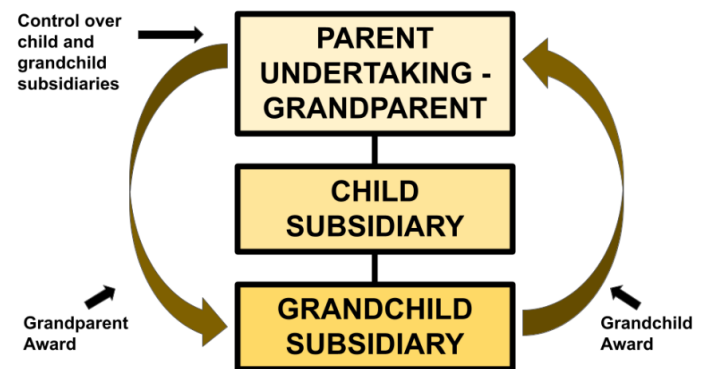 Control over
child and
grandchild
subsidiaries
PARENT
UNDERTAKING -
GRANDPARENT
CHILD
SUBSIDIARY
GRANDCHILD
SUBSIDIARY
Grandparent
Award
Grandchild
Award